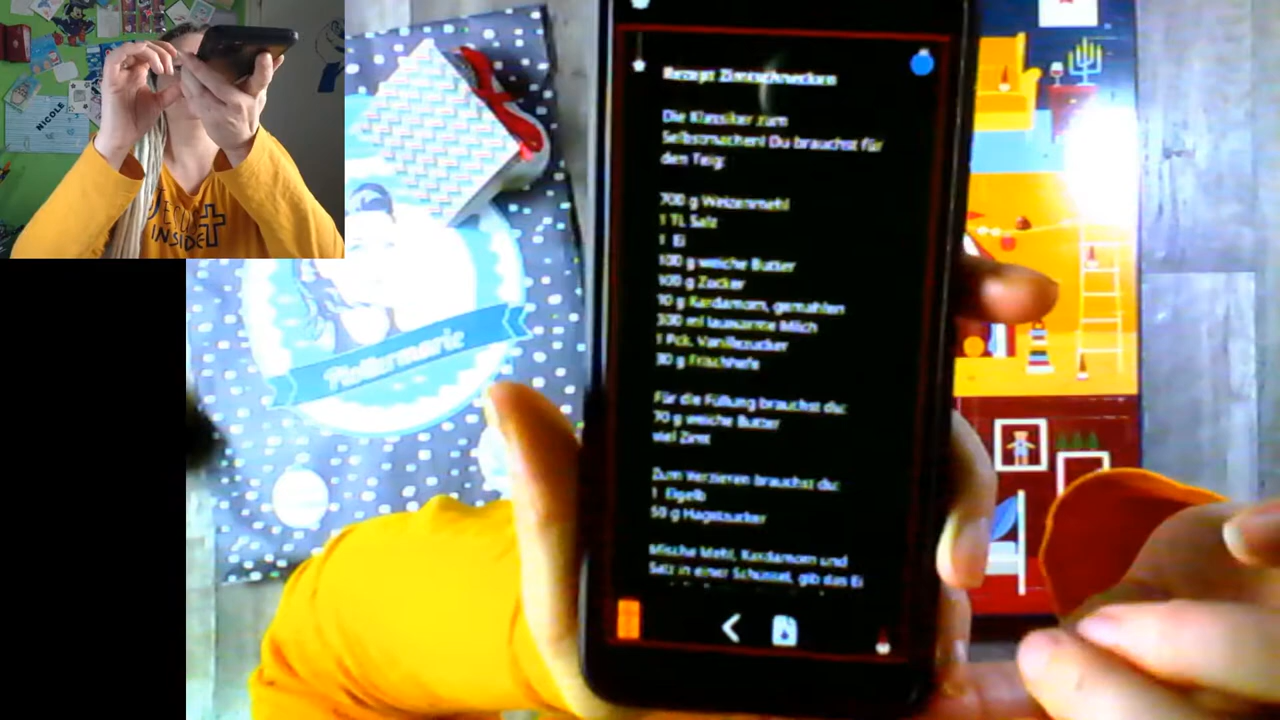 NICOLE
JESUS
INSIDE
Rezept Zimtschnecken
Die Klassiker zum
Selbstmachen! Du brauchst für
den Teig:
700 g Weizenmehl
1 TL Salz
1 Ei
100 g weiche Butter
100 g Zucker
10 g Kardamom, gemahlen
300 ml lauwarme Milch
1 Pck. Vanillezucker
80 g Frischhefe
Für die Füllung brauchst du:
70 g weiche Butter
viel Zimt
Zum Verzieren brauchst du:
1 Eigelb
50 g Hagelzucker
Mische Mehl, Kardamom und
Salz in einer Schüssel, gib das Ei